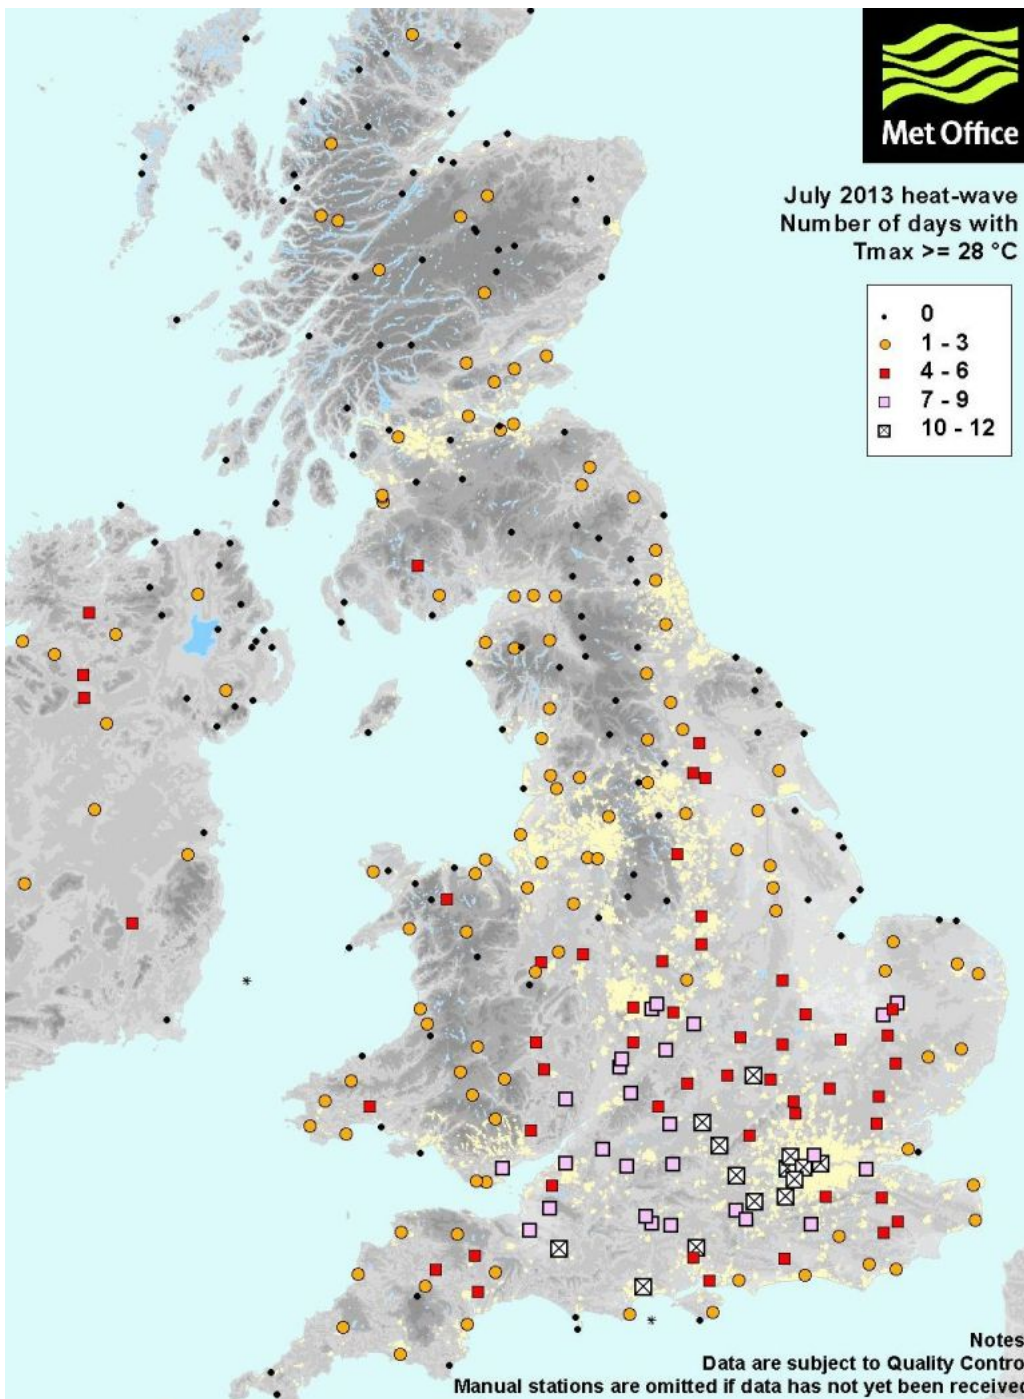 Met Office
July 2013 heat-wave
Number of days with
Tmax >= 28 °C
0
1 - 3
4 - 6
7 - 9
10 - 12
Notes
Data are subject to Quality Contro
Manual stations are omitted if data has not yet been received